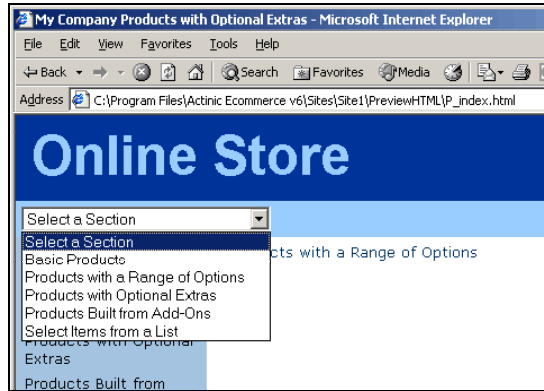 My Company Products with Optional Extras - Microsoft Internet Explorer
File Edit View Favorites Tools Help
Back Search Favorites Media
Address C:\Program Files\Actinic Ecommerce v6\Sites\Site1\PreviewHTML\P_index.html
Online Store
Select a Section
Select a Section
Basic Products
cts with a Range of Options
Products with a Range of Options
Products with Optional Extras
Products Built from Add-Ons
Select Items from a List
Products with Optional
Extras
Products Built from